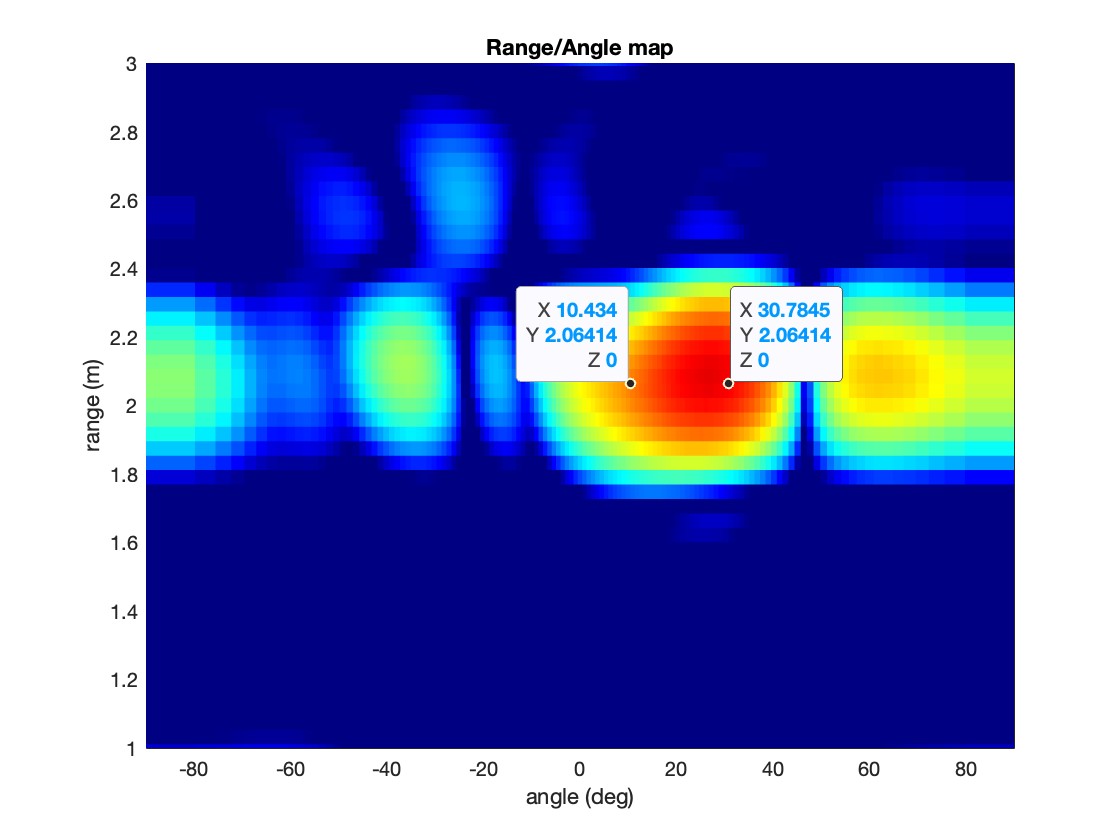 Range/Angle map
3
2.8
2.6
2.4
2.2
2
1.8
1.6
1.4
1.2
1
range (m)
X 10.434
Y 2.06414
Z 0
X 30.7845
Y 2.06414
Z 0
-80 -60 -40 -20 0 20 40 60 80
angle (deg)